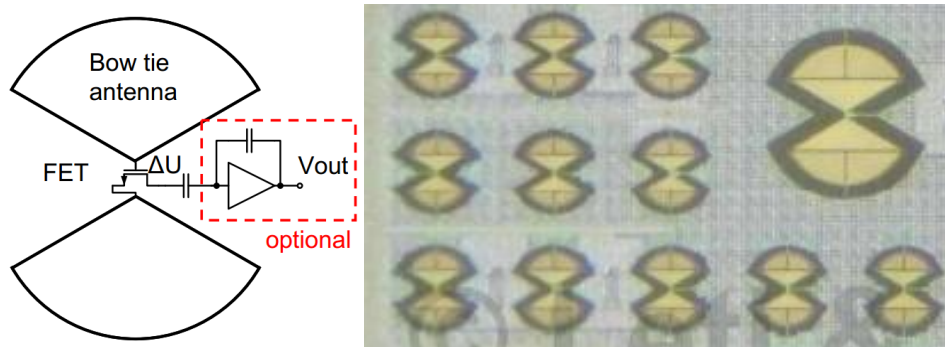 Bow tie
antenna
FET
ΔU
Vout
optional